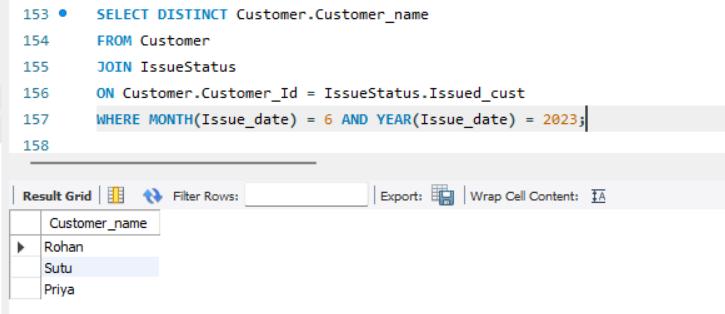 153 SELECT DISTINCT Customer.Customer_name
154 FROM Customer
155 JOIN IssueStatus
156 ON Customer.Customer_Id = IssueStatus.Issued_cust
157 WHERE MONTH(Issue_date) = 6 AND YEAR(Issue_date) = 2023;
158
Result Grid Filter Rows: Export: Wrap Cell Content: IA
Customer_name
Rohan
Sutu
Priya